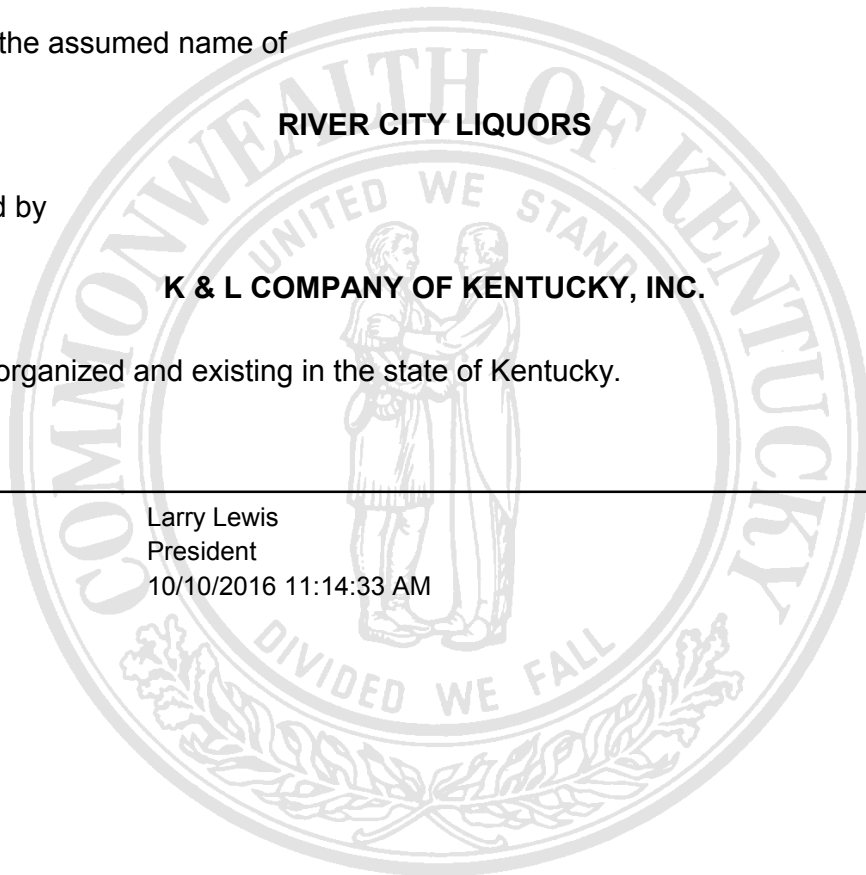 the assumed name of
RIVER CITY LIQUORS
d by
K & L COMPANY OF KENTUCKY, INC.
organized and existing in the state of Kentucky.
Larry Lewis
President
10/10/2016 11:14:33 AM
COMMONWEALTH OF KENTUCKY
UNITED WE STAND
DIVIDED WE FALL